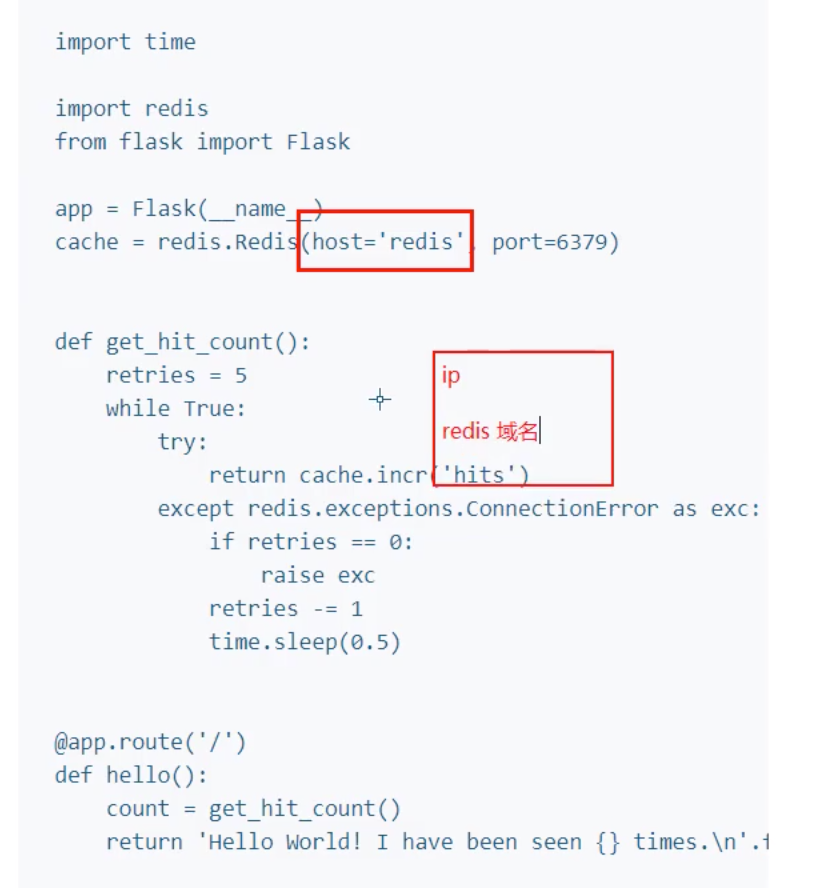 import time
import redis
from flask import Flask
app = Flask(__name__)
cache = redis.Redis(host='redis', port=6379)
def get_hit_count():
    retries = 5
    while True:
        try:
            return cache.incr('hits')
        except redis.exceptions.ConnectionError as exc:
            if retries == 0:
                raise exc
            retries -= 1
            time.sleep(0.5)
ip
redis 域名
@app.route('/')
def hello():
    count = get_hit_count()
    return 'Hello World! I have been seen {} times.\n'.